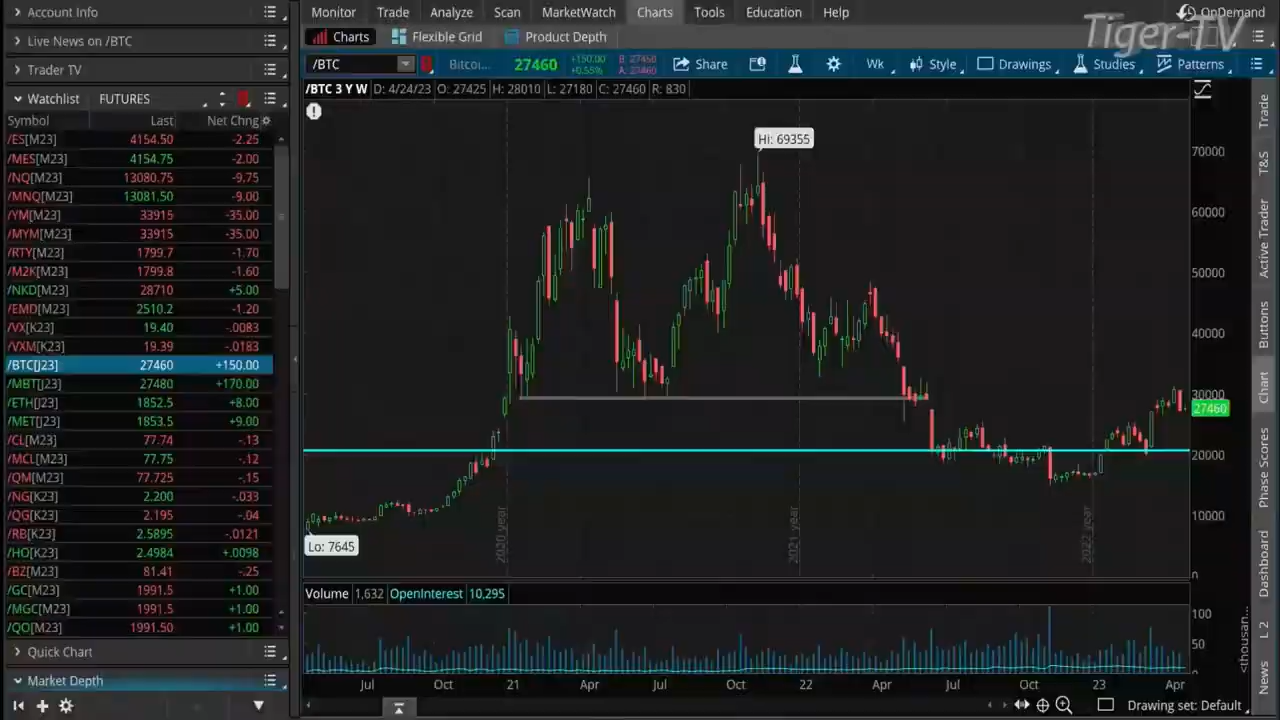 Account Info
Live News on /BTC
Trader TV
Watchlist FUTURES
Symbol Last Net Chng
/ES[M23] 4154.50 -2.25
/MES[M23] 4154.75 -2.00
/NQ[M23] 13080.75 -9.75
/MNQ[M23] 13081.50 -9.00
/YM[M23] 33915 -35.00
/MYM[M23] 33915 -35.00
/RTY[M23] 1799.7 -1.70
/M2K[M23] 1799.8 -1.60
/NKD[M23] 28710 +5.00
/EMD[M23] 2510.2 -1.20
/VX[K23] 19.40 -.0083
/VXM[K23] 19.39 -.0183
/BTC[J23] 27460 +150.00
/MBT[J23] 27480 +170.00
/ETH[J23] 1852.5 +8.00
/MET[J23] 1853.5 +9.00
/CL[M23] 77.74 -.13
/MCL[M23] 77.75 -.12
/QM[M23] 77.725 -.15
/NG[K23] 2.200 -.033
/QG[K23] 2.195 -.04
/RB[K23] 2.5895 -.0121
/HO[K23] 2.4984 +.0098
/BZ[M23] 81.41 -.25
/GC[M23] 1991.5 +1.00
/MGC[M23] 1991.5 +1.00
/QO[M23] 1991.50 +1.00
Quick Chart
Market Depth
Monitor Trade Analyze Scan MarketWatch Charts Tools Education Help
OnDemand
Tiger-TV
Charts Flexible Grid Product Depth
/BTC Bitcoi... 27460 +150.00 +0.55% B: 27450 A: 27460 Share Wk Style Drawings Studies Patterns
/BTC 3 Y W D: 4/24/23 O: 27425 H: 28010 L: 27180 C: 27460 R: 830
Hi: 69355
70000
60000
50000
40000
30000
27460
20000
10000
0
Lo: 7645
2020 year
2021 year
2022 year
Volume 1,632 OpenInterest 10,295
100
50
<thousan...
Jul Oct 21 Apr Jul Oct 22 Apr Jul Oct 23 Apr
Drawing set: Default
Trade
T&S
Active Trader
Buttons
Chart
Phase Scores
Dashboard
L 2
News